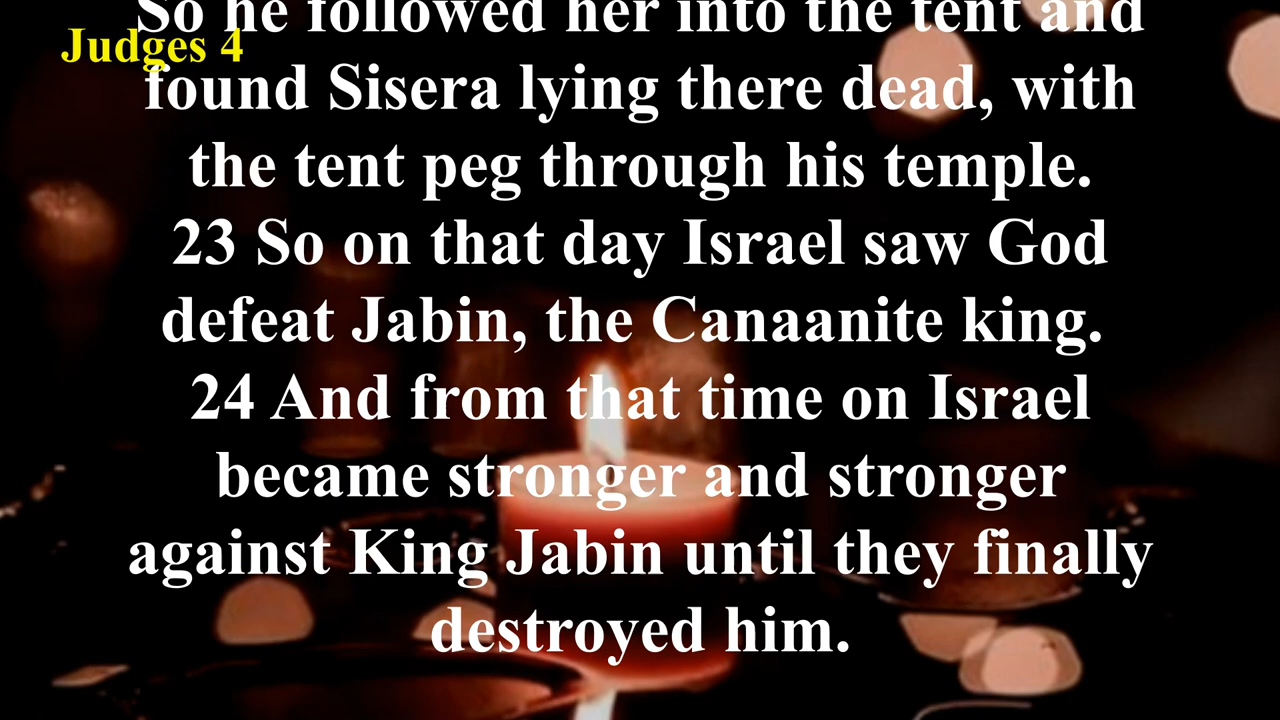 So he followed her into the tent and
Judges 4
found Sisera lying there dead, with
the tent peg through his temple.
23 So on that day Israel saw God
defeat Jabin, the Canaanite king.
24 And from that time on Israel
became stronger and stronger
against King Jabin until they finally
destroyed him.